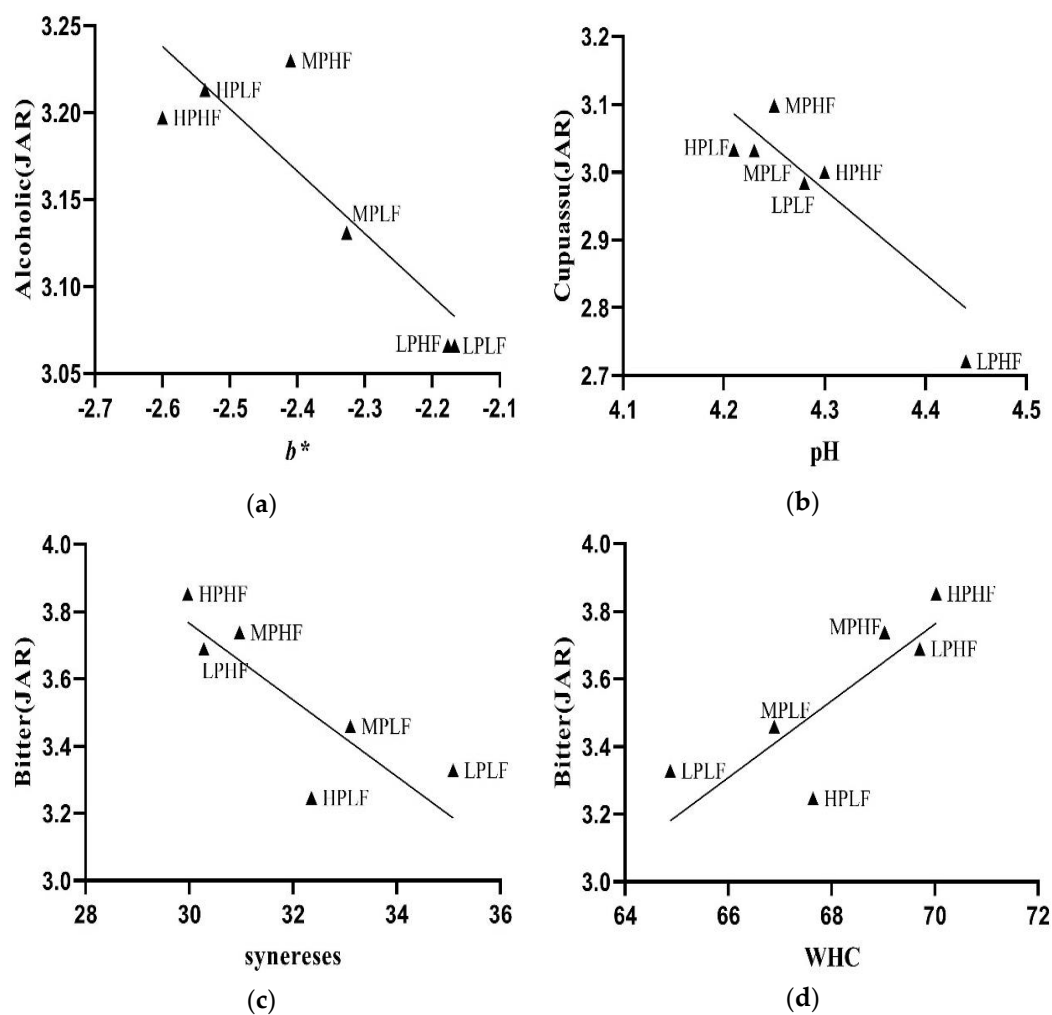 Alcoholic(JAR)
3.25
3.20
3.15
3.10
3.05
MPHF
HPLF
HPHF
MPLF
LPHF
LPLF
-2.7 -2.6 -2.5 -2.4 -2.3 -2.2 -2.1
b*
(a)
Cupuassu(JAR)
3.2
3.1
3.0
2.9
2.8
2.7
MPHF
HPLF
MPLF
HPHF
LPLF
LPHF
4.1 4.2 4.3 4.4 4.5
pH
(b)
Bitter(JAR)
4.0
3.8
3.6
3.4
3.2
3.0
HPHF
MPHF
LPHF
MPLF
LPLF
HPLF
28 30 32 34 36
synereses
(c)
Bitter(JAR)
4.0
3.8
3.6
3.4
3.2
3.0
HPHF
MPHF
LPHF
MPLF
LPLF
HPLF
64 66 68 70 72
WHC
(d)